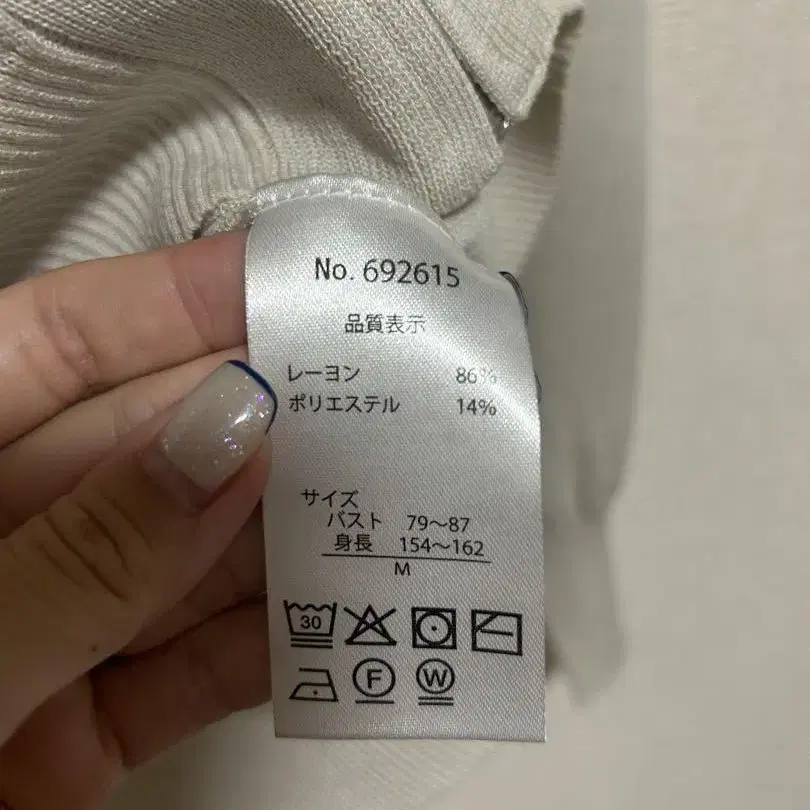 No. 692615
品質表示
レーヨン 86%
ポリエステル 14%
サイズ
バスト 79〜87
身長 154〜162
M
30
F W